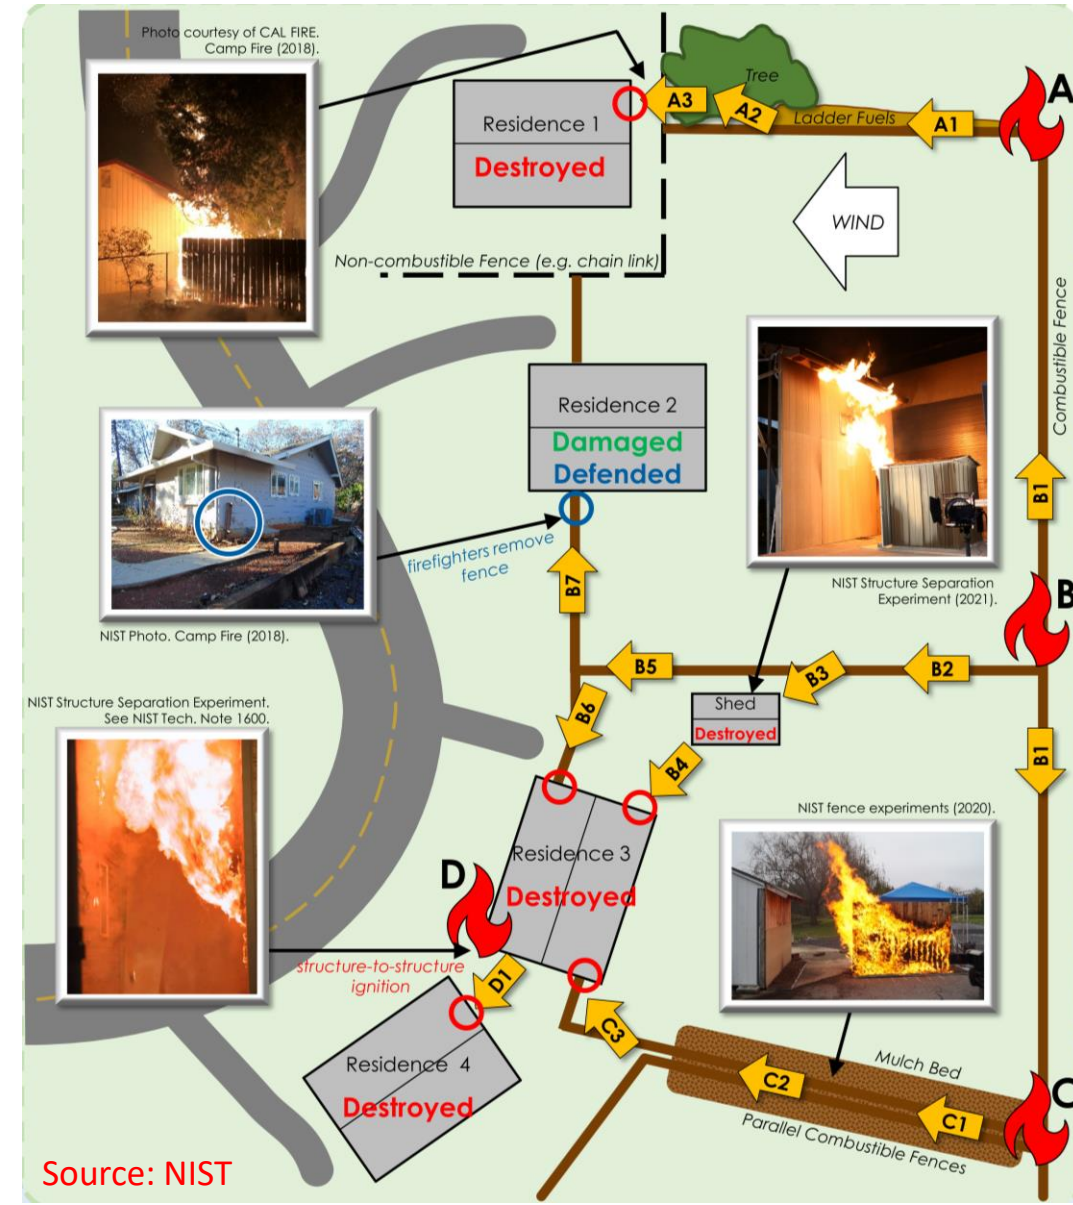 Photo courtesy of CAL FIRE.
Camp Fire (2018).
Tree
A
A3
A2
Ladder Fuels
A1
Residence 1
Destroyed
WIND
Non-combustible Fence (e.g. chain link)
Combustible Fence
Residence 2
Damaged
Defended
B1
firefighters remove
fence
NIST Structure Separation
Experiment (2021).
B7
B
NIST Photo. Camp Fire (2018).
B5
B3
B2
NIST Structure Separation Experiment.
See NIST Tech. Note 1600.
B6
Shed
Destroyed
B1
B4
NIST fence experiments (2020).
Residence 3
D
Destroyed
structure-to-structure
ignition
D1
C3
Mulch Bed
Residence 4
C2
C
Destroyed
C1
Parallel Combustible Fences
Source: NIST